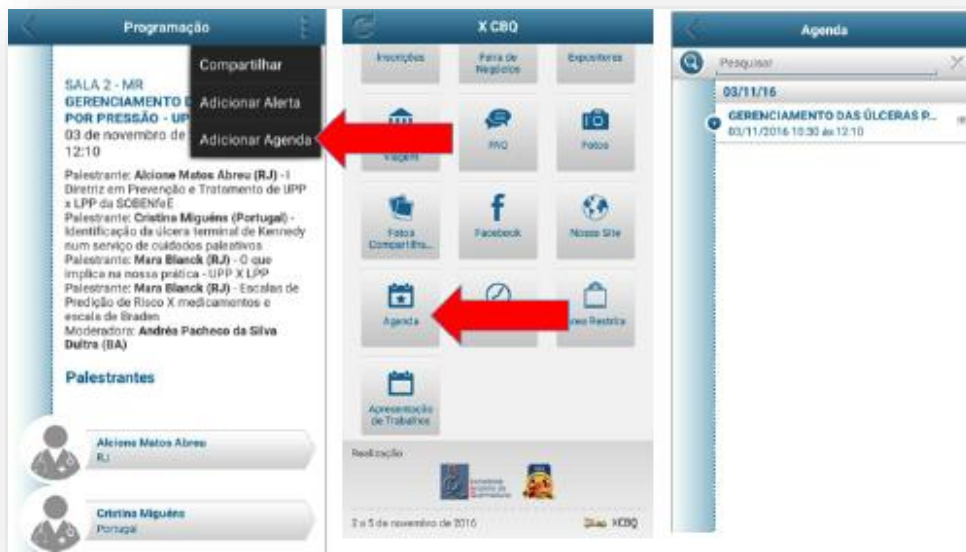 Programação
Compartilhar
Adicionar Alerta
Adicionar Agenda
SALA 2 - MR
GERENCIAMENTO D
POR PRESSÃO - UP
03 de novembro de
12:10
Palestrante: Alcione Matos Abreu (RJ) - I
Diretriz em Prevenção e Tratamento de UPP
x LPP da SOBENFeE
Palestrante: Cristina Miguéns (Portugal) -
Identificação da úlcera terminal de Kennedy
num serviço de cuidados paleativos
Palestrante: Mara Blanck (RJ) - O que
implica na nossa prática - UPP X LPP
Palestrante: Mara Blanck (RJ) - Escalas de
Predição de Risco X medicamentos e
escala de Braden
Moderadora: Andréa Pacheco da Silva
Dultra (BA)
Palestrantes
Alcione Matos Abreu
RJ
Cristina Miguéns
Portugal
X CBQ
Inscrições
Feira de
Negócios
Expositores
Viagem
FAQ
Fotos
Fotos
Compartilha...
Facebook
Nosso Site
Agenda
Área Restrita
Apresentação
de Trabalhos
Realização
2 a 5 de novembro de 2016
XCBQ
Agenda
Pesquisar
03/11/16
GERENCIAMENTO DAS ÚLCERAS P...
03/11/2016 10:30 às 12:10